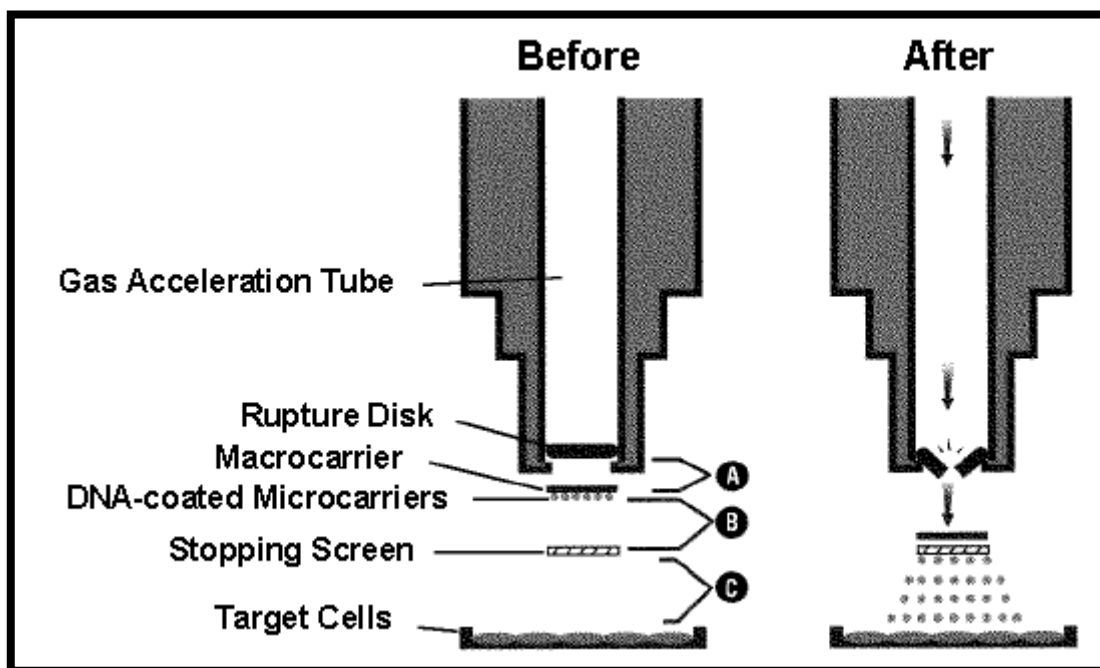 Before
After
Gas Acceleration Tube
Rupture Disk
Macrocarrier
A
DNA-coated Microcarriers
B
Stopping Screen
C
Target Cells